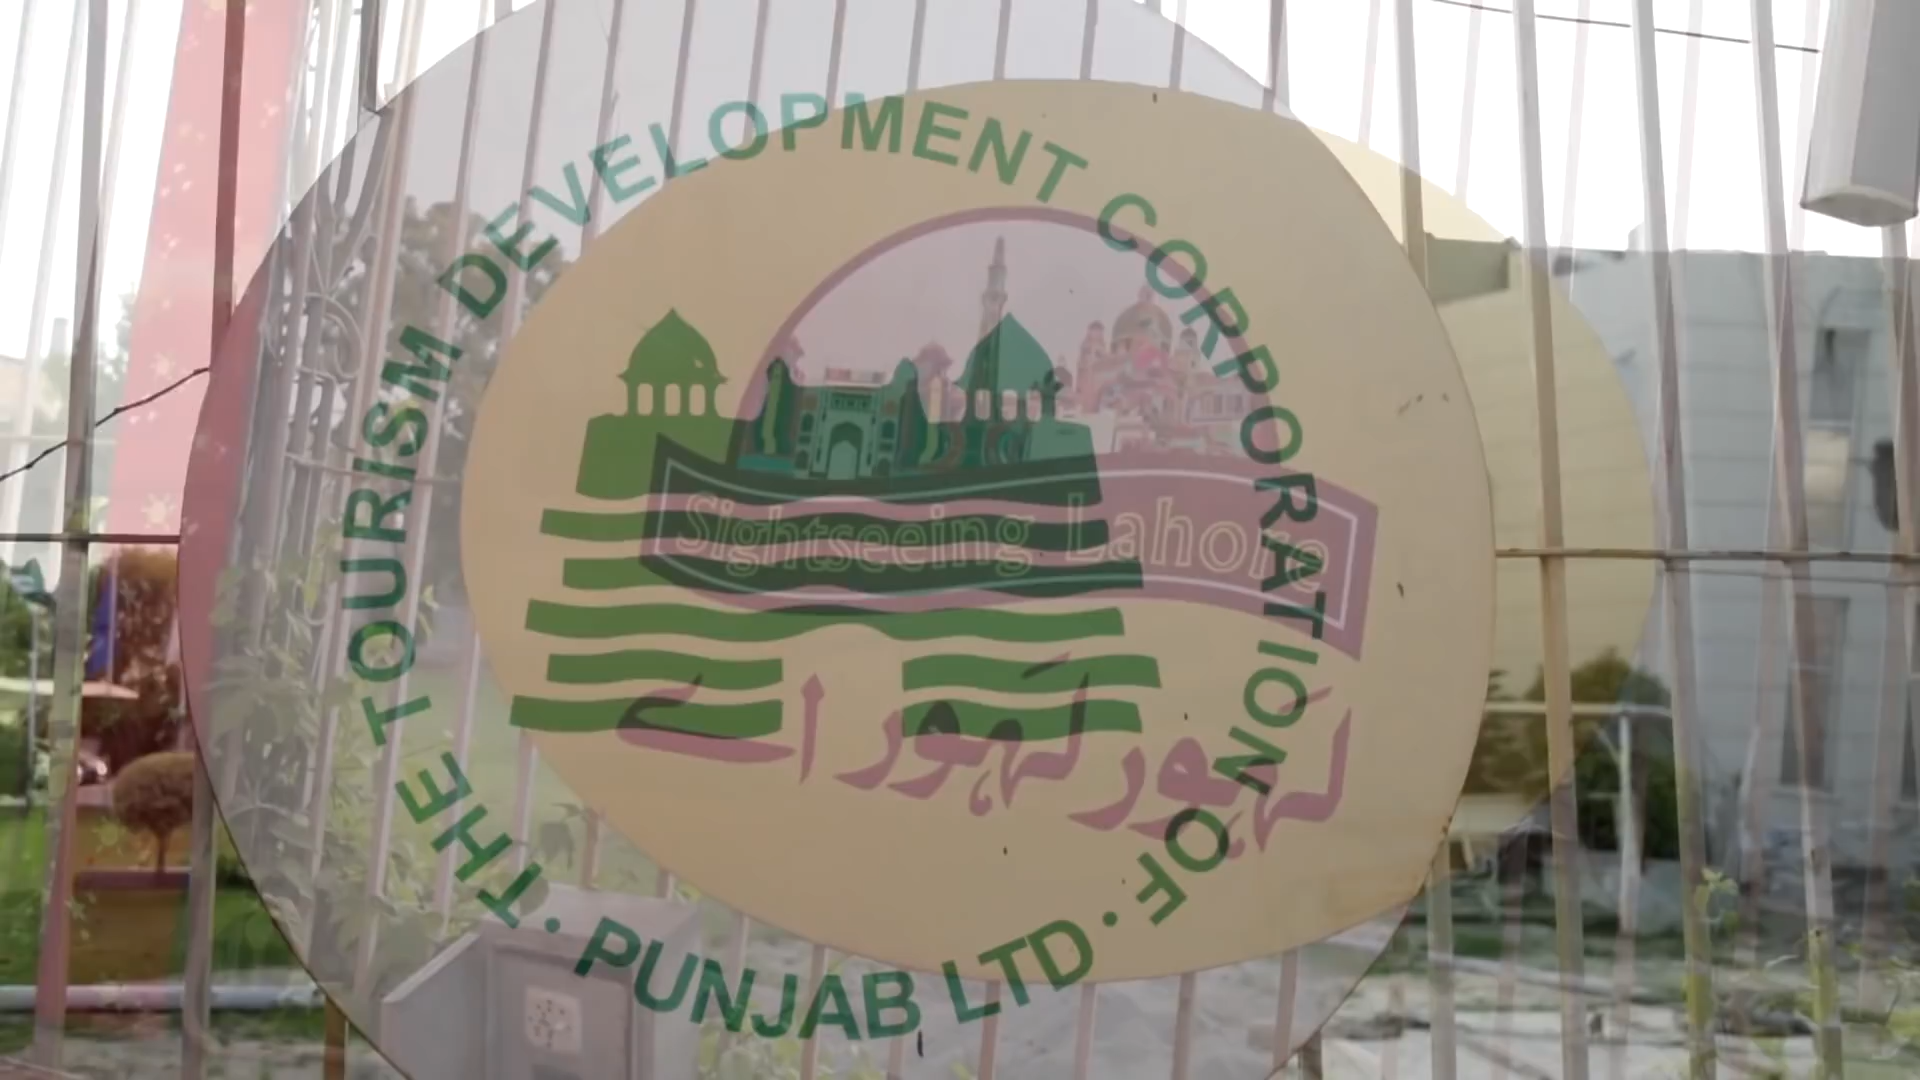 THE TOURISM DEVELOPMENT CORPORATION OF
• PUNJAB LTD •
Sightseeing Lahore
لہور لہور اے